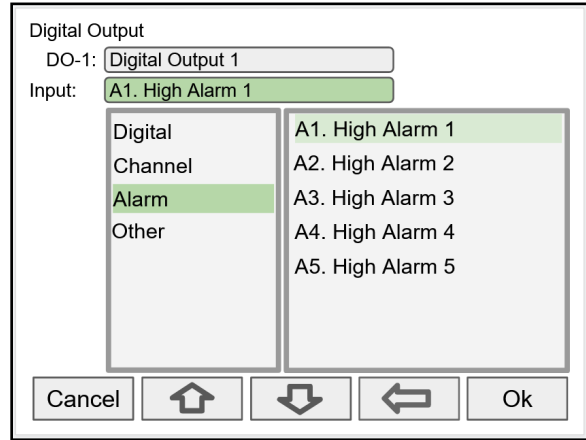 Digital Output
DO-1: Digital Output 1
Input: A1. High Alarm 1
Digital
Channel
Alarm
Other
A1. High Alarm 1
A2. High Alarm 2
A3. High Alarm 3
A4. High Alarm 4
A5. High Alarm 5
Cancel Ok